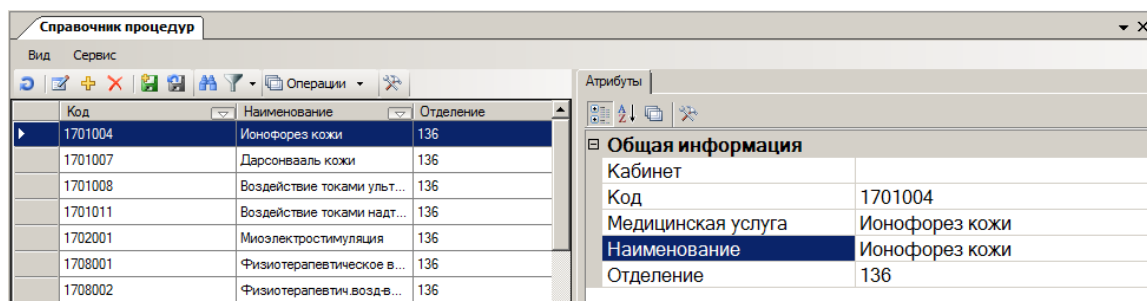 Справочник процедур
Вид Сервис
Операции
Код Наименование Отделение
1701004 Ионофорез кожи 136
1701007 Дарсонвааль кожи 136
1701008 Воздействие токами ульт... 136
1701011 Воздействие токами надт... 136
1702001 Миоэлектростимуляция 136
1708001 Физиотерапевтическое в... 136
1708002 Физиотерапевтич.возд-в... 136
Атрибуты
Общая информация
Кабинет
Код 1701004
Медицинская услуга Ионофорез кожи
Наименование Ионофорез кожи
Отделение 136